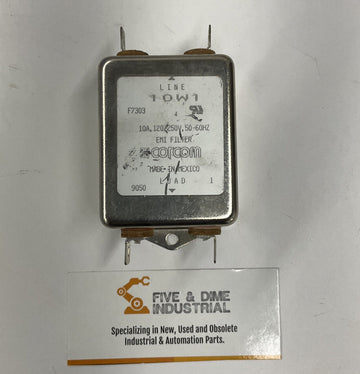 LINE
10W1
F7303
10A, 120/250V, 50-60HZ
EMI FILTER
corcom
MADE IN MEXICO
LOAD 1
9050
FIVE & DIME
INDUSTRIAL
Specializing in New, Used and Obsolete
Industrial & Automation Parts.